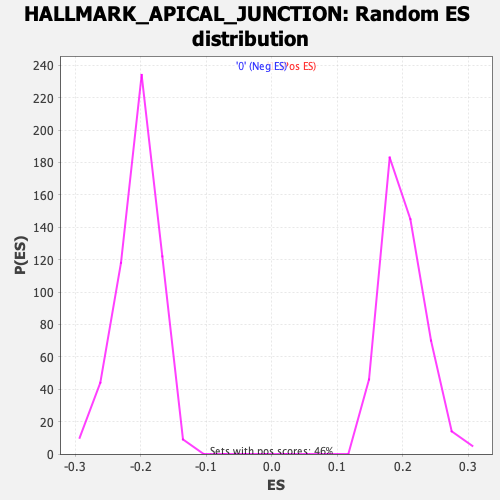 HALLMARK_APICAL_JUNCTION: Random ES
distribution
'0' (Neg ES)
os ES)
P(ES)
240
220
200
180
160
140
120
100
80
60
40
20
0
Sets with pos scores: 46%
-0.3 -0.2 -0.1 0.0 0.1 0.2 0.3
ES